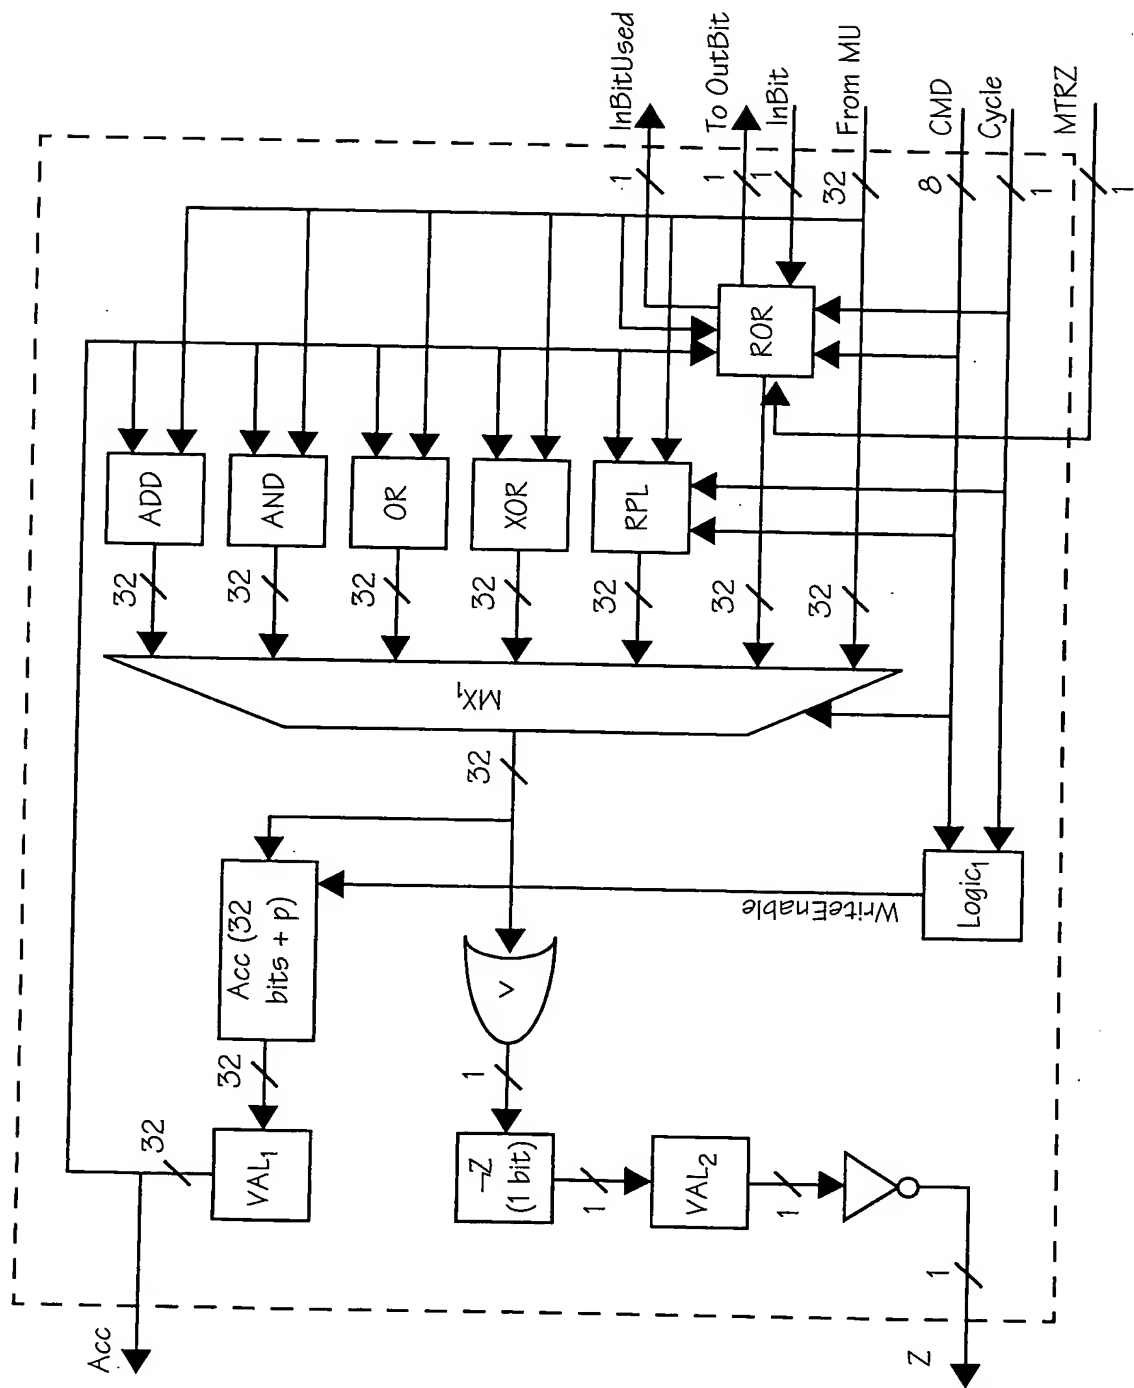 InBitUsed
To OutBit
InBit
From MU
CMD
Cycle
MTRZ
1
1
1
32
8
1
1
ADD
AND
OR
XOR
RPL
ROR
32
32
32
32
32
32
32
MX₁
32
Acc (32
bits + p)
WriteEnable
Logic₁
V
32
1
32
VAL₁
¬Z
(1 bit)
1
VAL₂
1
1
Acc
Z